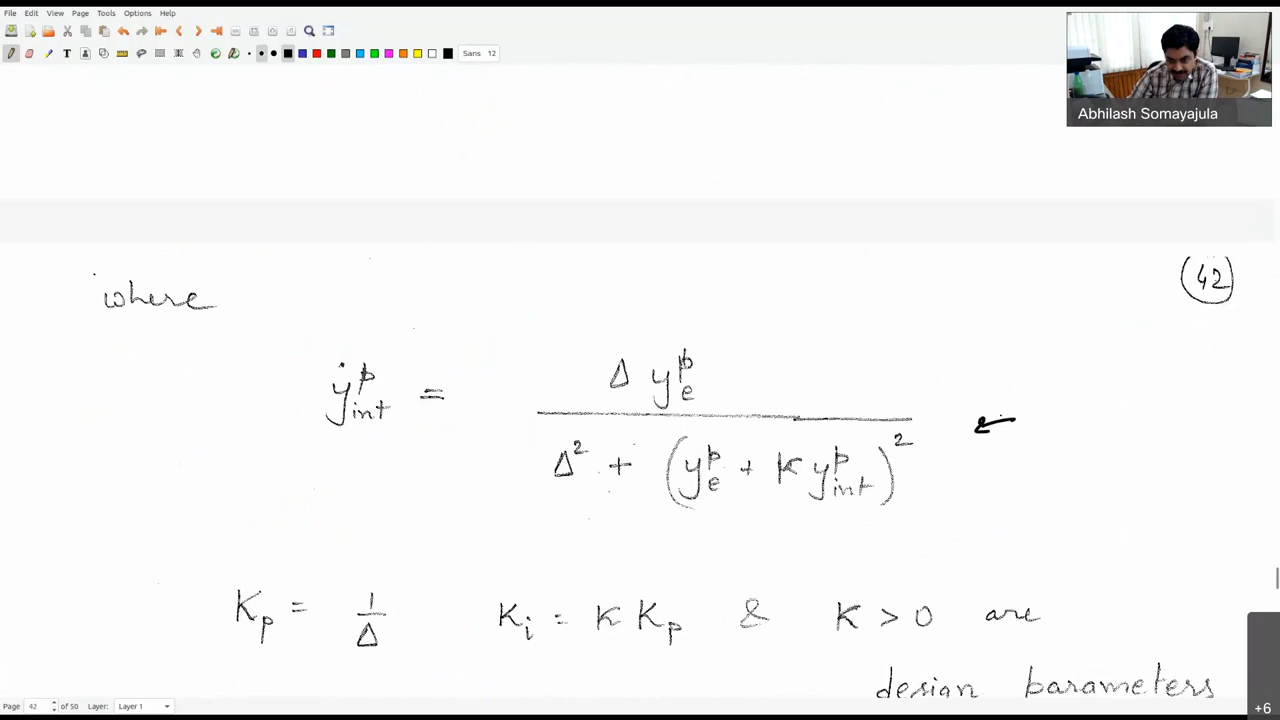 File Edit View Page Tools Options Help
Sans 12
Abhilash Somayajula
42
where
ẏ^p_int = Δ y^p_e / (Δ² + (y^p_e + κ y^p_int)²)
K_p = 1/Δ K_i = κ K_p & κ > 0 are
design parameters
Page 42 of 50 Layer: Layer 1
+6